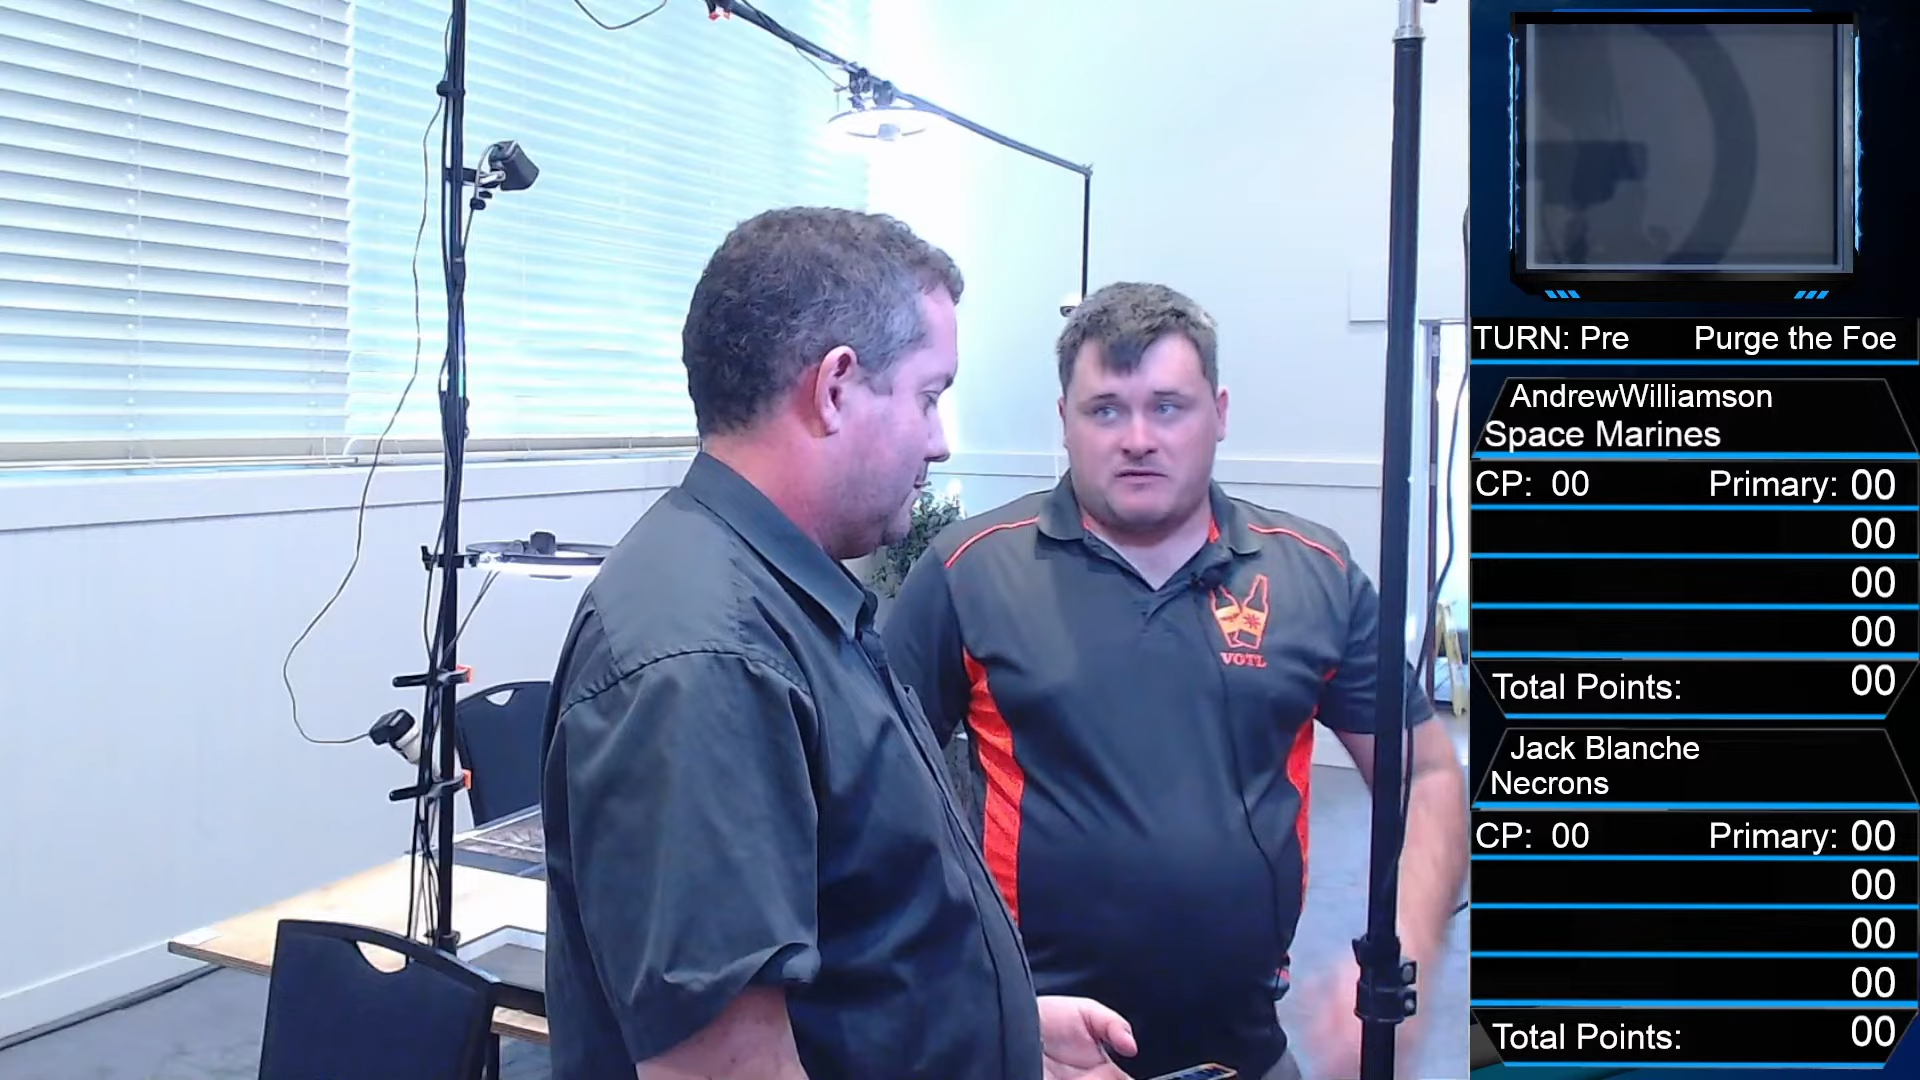 TURN: Pre Purge the Foe
AndrewWilliamson
Space Marines
CP: 00 Primary: 00
00
00
00
Total Points: 00
Jack Blanche
Necrons
CP: 00 Primary: 00
00
00
00
Total Points: 00
VOTL